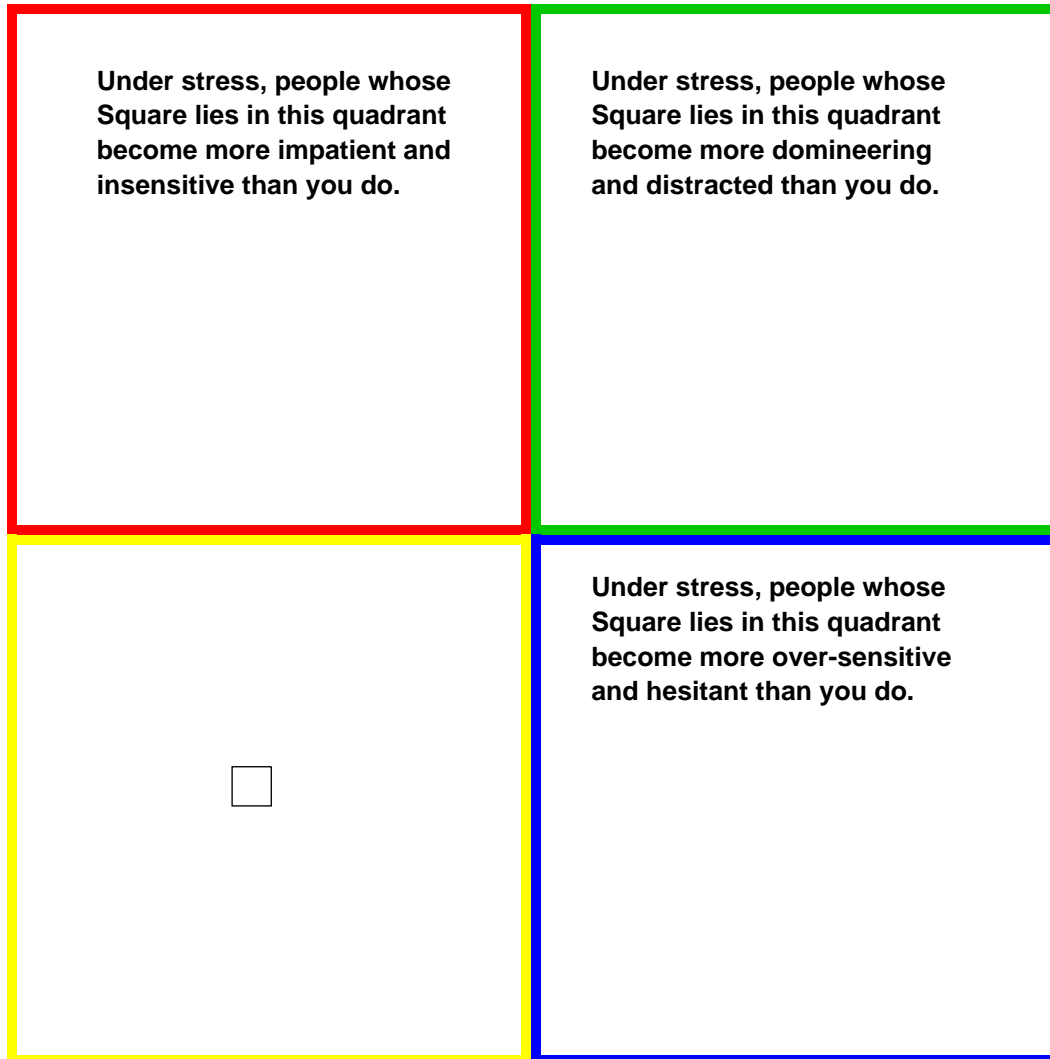 Under stress, people whose
Square lies in this quadrant
become more impatient and
insensitive than you do.
Under stress, people whose
Square lies in this quadrant
become more domineering
and distracted than you do.
Under stress, people whose
Square lies in this quadrant
become more over-sensitive
and hesitant than you do.